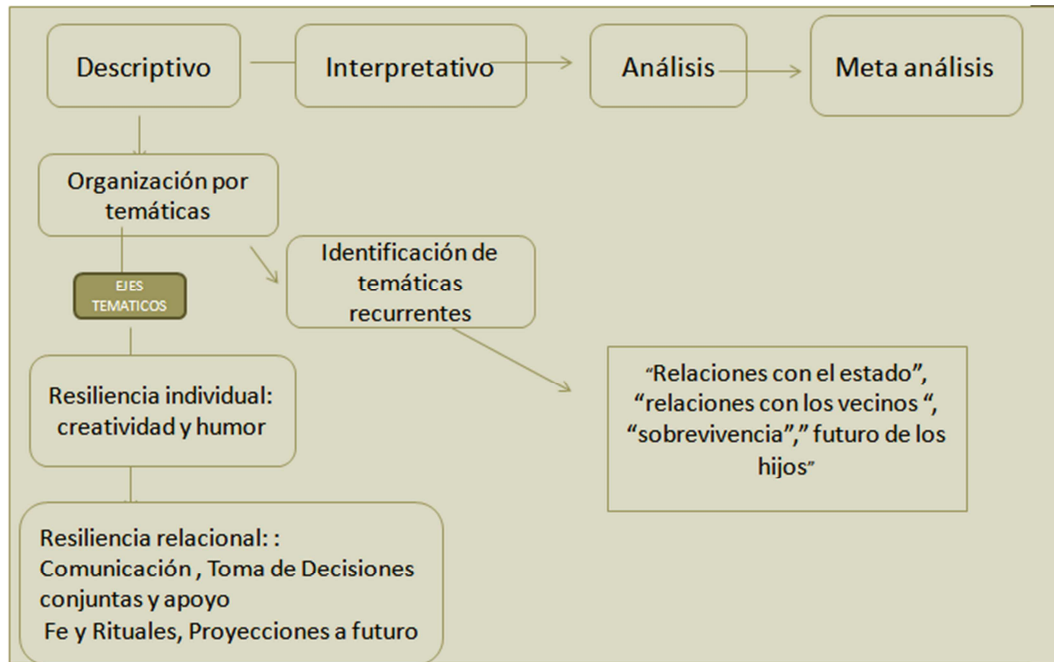 Descriptivo
Interpretativo
Análisis
Meta análisis
Organización por
temáticas
EJES
TEMATICOS
Identificación de
temáticas
recurrentes
Resiliencia individual:
creatividad y humor
“Relaciones con el estado”,
“relaciones con los vecinos “,
“sobrevivencia”,” futuro de los
hijos”
Resiliencia relacional: :
Comunicación , Toma de Decisiones
conjuntas y apoyo
Fe y Rituales, Proyecciones a futuro